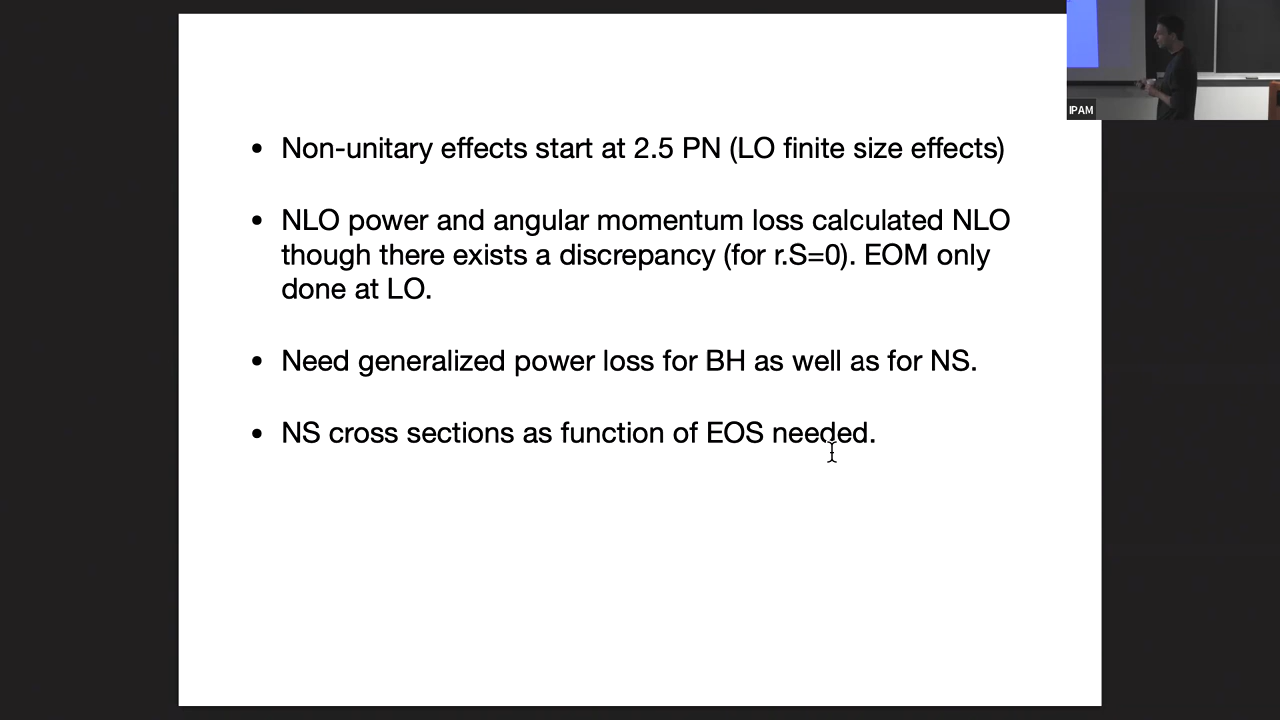 IPAM
• Non-unitary effects start at 2.5 PN (LO finite size effects)
• NLO power and angular momentum loss calculated NLO
though there exists a discrepancy (for r.S=0). EOM only
done at LO.
• Need generalized power loss for BH as well as for NS.
• NS cross sections as function of EOS needed.